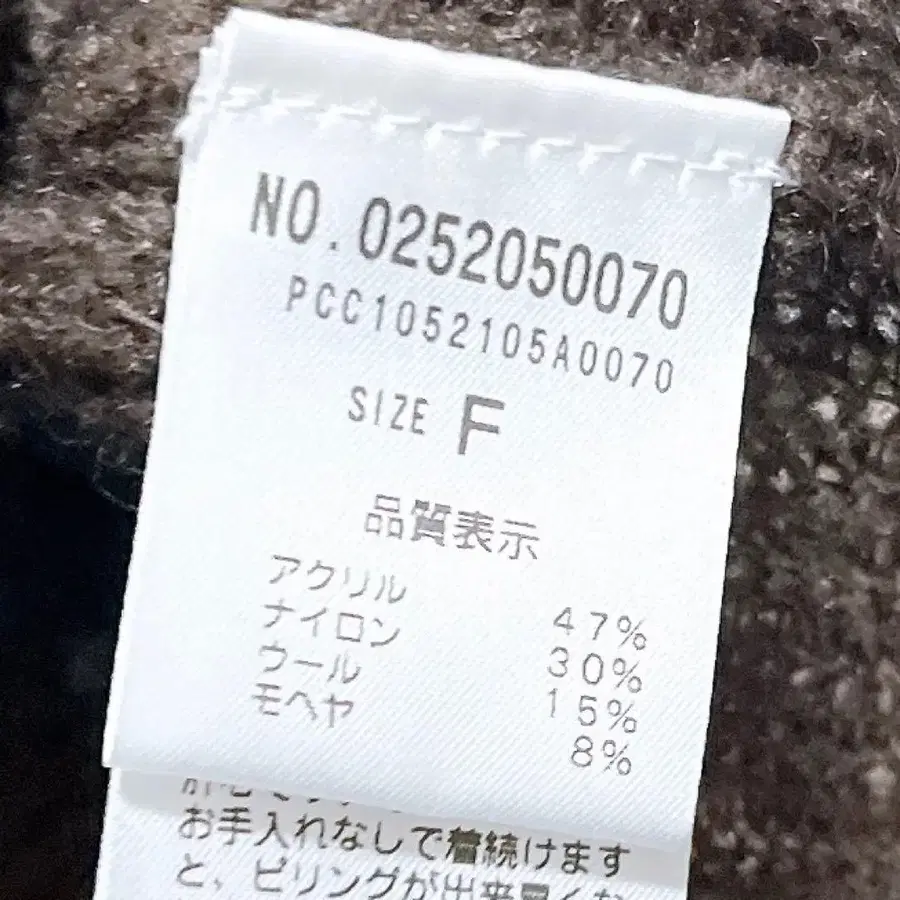 NO.0252050070
PCC1052105A0070
SIZE F
品質表示
アクリル 47%
ナイロン 30%
ウール 15%
モヘヤ 8%
お手入れなしで着続けます
と、ピリングが出来易くな